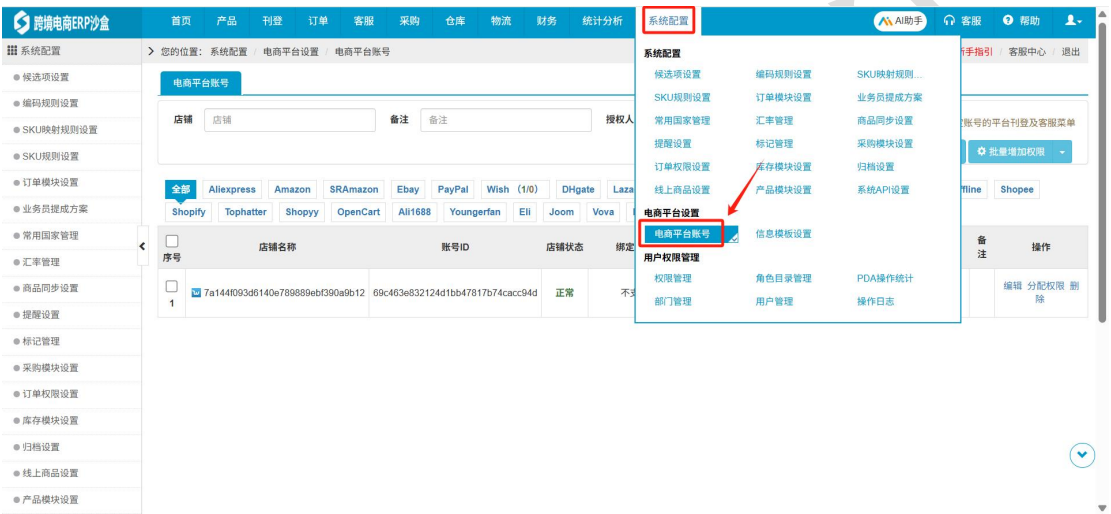 跨境电商ERP沙盒 首页 产品 刊登 订单 客服 采购 仓库 物流 财务 统计分析 系统配置 AI助手 客服 帮助
系统配置
您的位置： 系统配置 / 电商平台设置 / 电商平台账号
手指引 / 客服中心 / 退出
候选项设置
编码规则设置
SKU映射规则设置
SKU规则设置
订单模块设置
业务员提成方案
常用国家管理
汇率管理
商品同步设置
提醒设置
标记管理
采购模块设置
订单权限设置
库存模块设置
归档设置
线上商品设置
产品模块设置
电商平台账号
店铺 店铺 备注 备注 授权人
账号的平台刊登及客服菜单
批量增加权限
全部 Aliexpress Amazon SRAmazon Ebay PayPal Wish (1/0) DHgate Laza
ffline Shopee
Shopify Tophatter Shopyy OpenCart Ali1688 Youngerfan Eli Joom Vova
序号 店铺名称 账号ID 店铺状态 绑定
备注 操作
1 7a144f093d6140e789889ebf390a9b12 69c463e832124d1bb47817b74cacc94d 正常 不
编辑 分配权限 删除
系统配置
候选项设置 编码规则设置 SKU映射规则...
SKU规则设置 订单模块设置 业务员提成方案
常用国家管理 汇率管理 商品同步设置
提醒设置 标记管理 采购模块设置
订单权限设置 库存模块设置 归档设置
线上商品设置 产品模块设置 系统API设置
电商平台设置
电商平台账号 信息模板设置
用户权限管理
权限管理 角色目录管理 PDA操作统计
部门管理 用户管理 操作日志